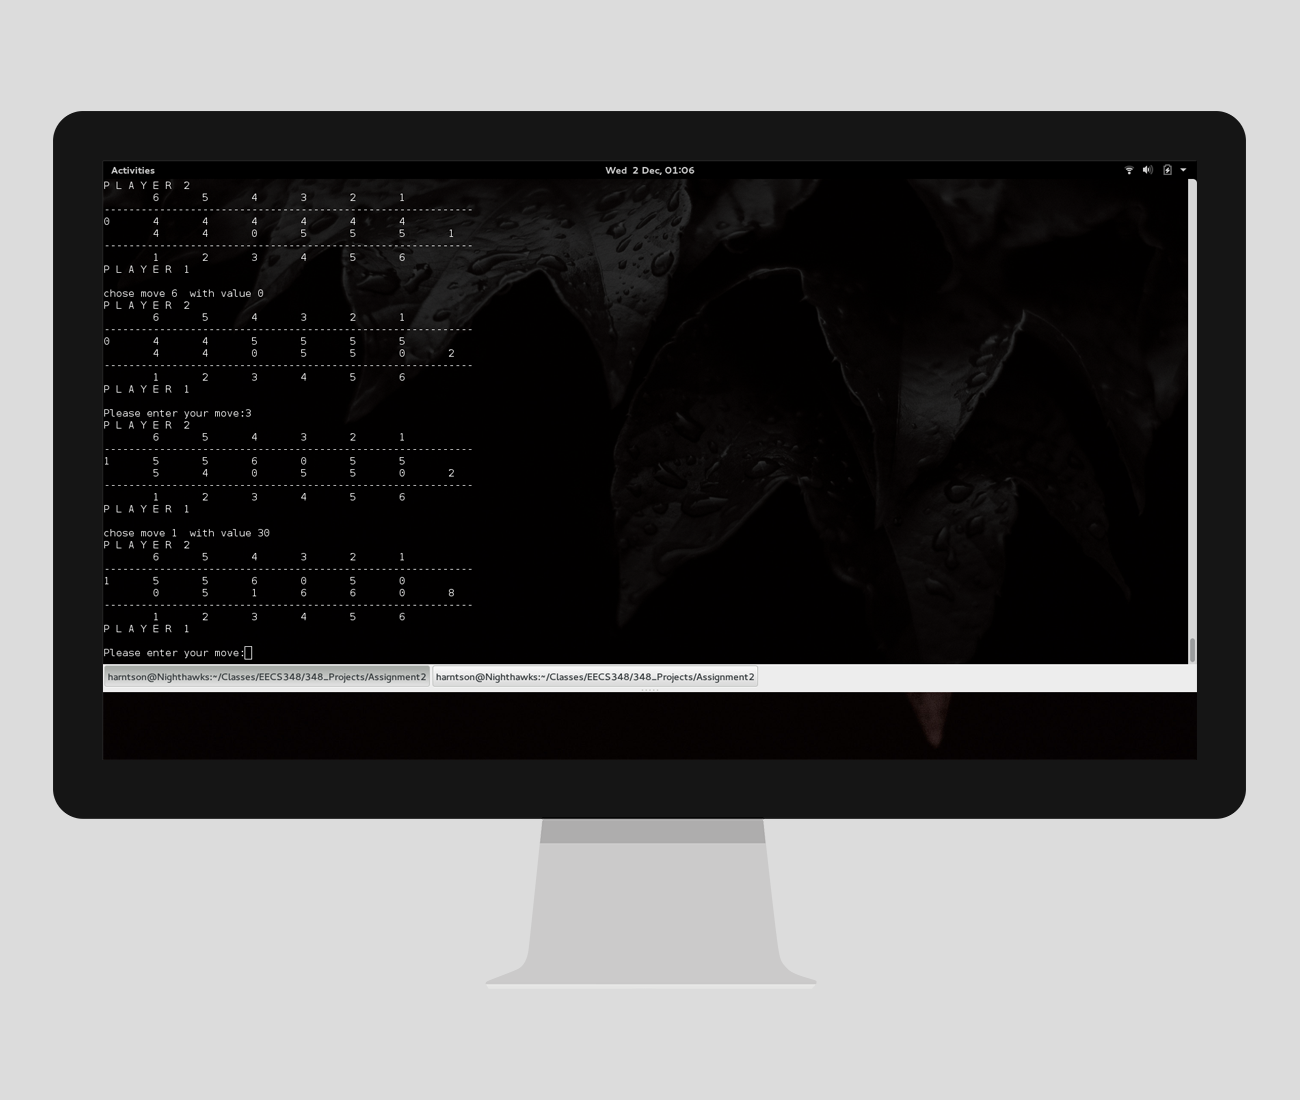 Activities Wed 2 Dec, 01:06
P L A Y E R 2
6 5 4 3 2 1
------------------------------------------------------------
0 4 4 4 4 4 4
4 4 0 5 5 5 1
------------------------------------------------------------
1 2 3 4 5 6
P L A Y E R 1
chose move 6  with value 0
P L A Y E R 2
6 5 4 3 2 1
------------------------------------------------------------
0 4 4 5 5 5 5
4 4 0 5 5 0 2
------------------------------------------------------------
1 2 3 4 5 6
P L A Y E R 1
Please enter your move:3
P L A Y E R 2
6 5 4 3 2 1
------------------------------------------------------------
1 5 5 6 0 5 5
5 4 0 5 5 0 2
------------------------------------------------------------
1 2 3 4 5 6
P L A Y E R 1
chose move 1  with value 30
P L A Y E R 2
6 5 4 3 2 1
------------------------------------------------------------
1 5 5 6 0 5 0
0 5 1 6 6 0 8
------------------------------------------------------------
1 2 3 4 5 6
P L A Y E R 1
Please enter your move:
harntson@Nighthawks:~/Classes/EECS348/348_Projects/Assignment2 harntson@Nighthawks:~/Classes/EECS348/348_Projects/Assignment2